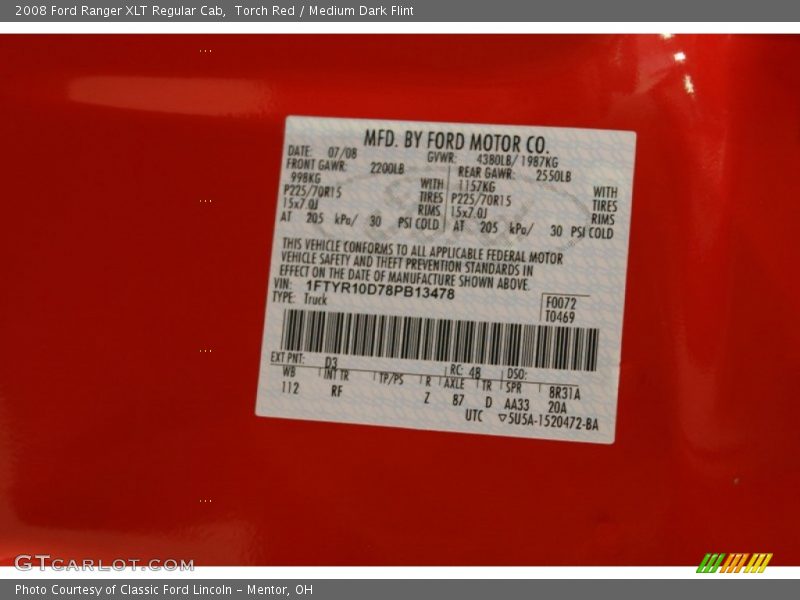 2008 Ford Ranger XLT Regular Cab,  Torch Red / Medium Dark Flint
MFD. BY FORD MOTOR CO.
DATE: 07/08 GVWR: 4380LB/1987KG
FRONT GAWR: 2200LB REAR GAWR: 2550LB
998KG WITH 1157KG WITH
P225/70R15 TIRES P225/70R15 TIRES
15x7.0J RIMS 15x7.0J RIMS
AT 205 kPa/ 30 PSI COLD AT 205 kPa/ 30 PSI COLD
THIS VEHICLE CONFORMS TO ALL APPLICABLE FEDERAL MOTOR
VEHICLE SAFETY AND THEFT PREVENTION STANDARDS IN
EFFECT ON THE DATE OF MANUFACTURE SHOWN ABOVE.
VIN: 1FTYR10D78PB13478
TYPE: Truck
F0072
T0469
EXT PNT: D3 RC: 48 DSO:
WB INT TR TP/PS R AXLE TR SPR 8R31A
112 RF Z 87 D AA33 20A
UTC ▽5U5A-1520472-BA
GTCARLOT.COM
Photo Courtesy of Classic Ford Lincoln - Mentor, OH